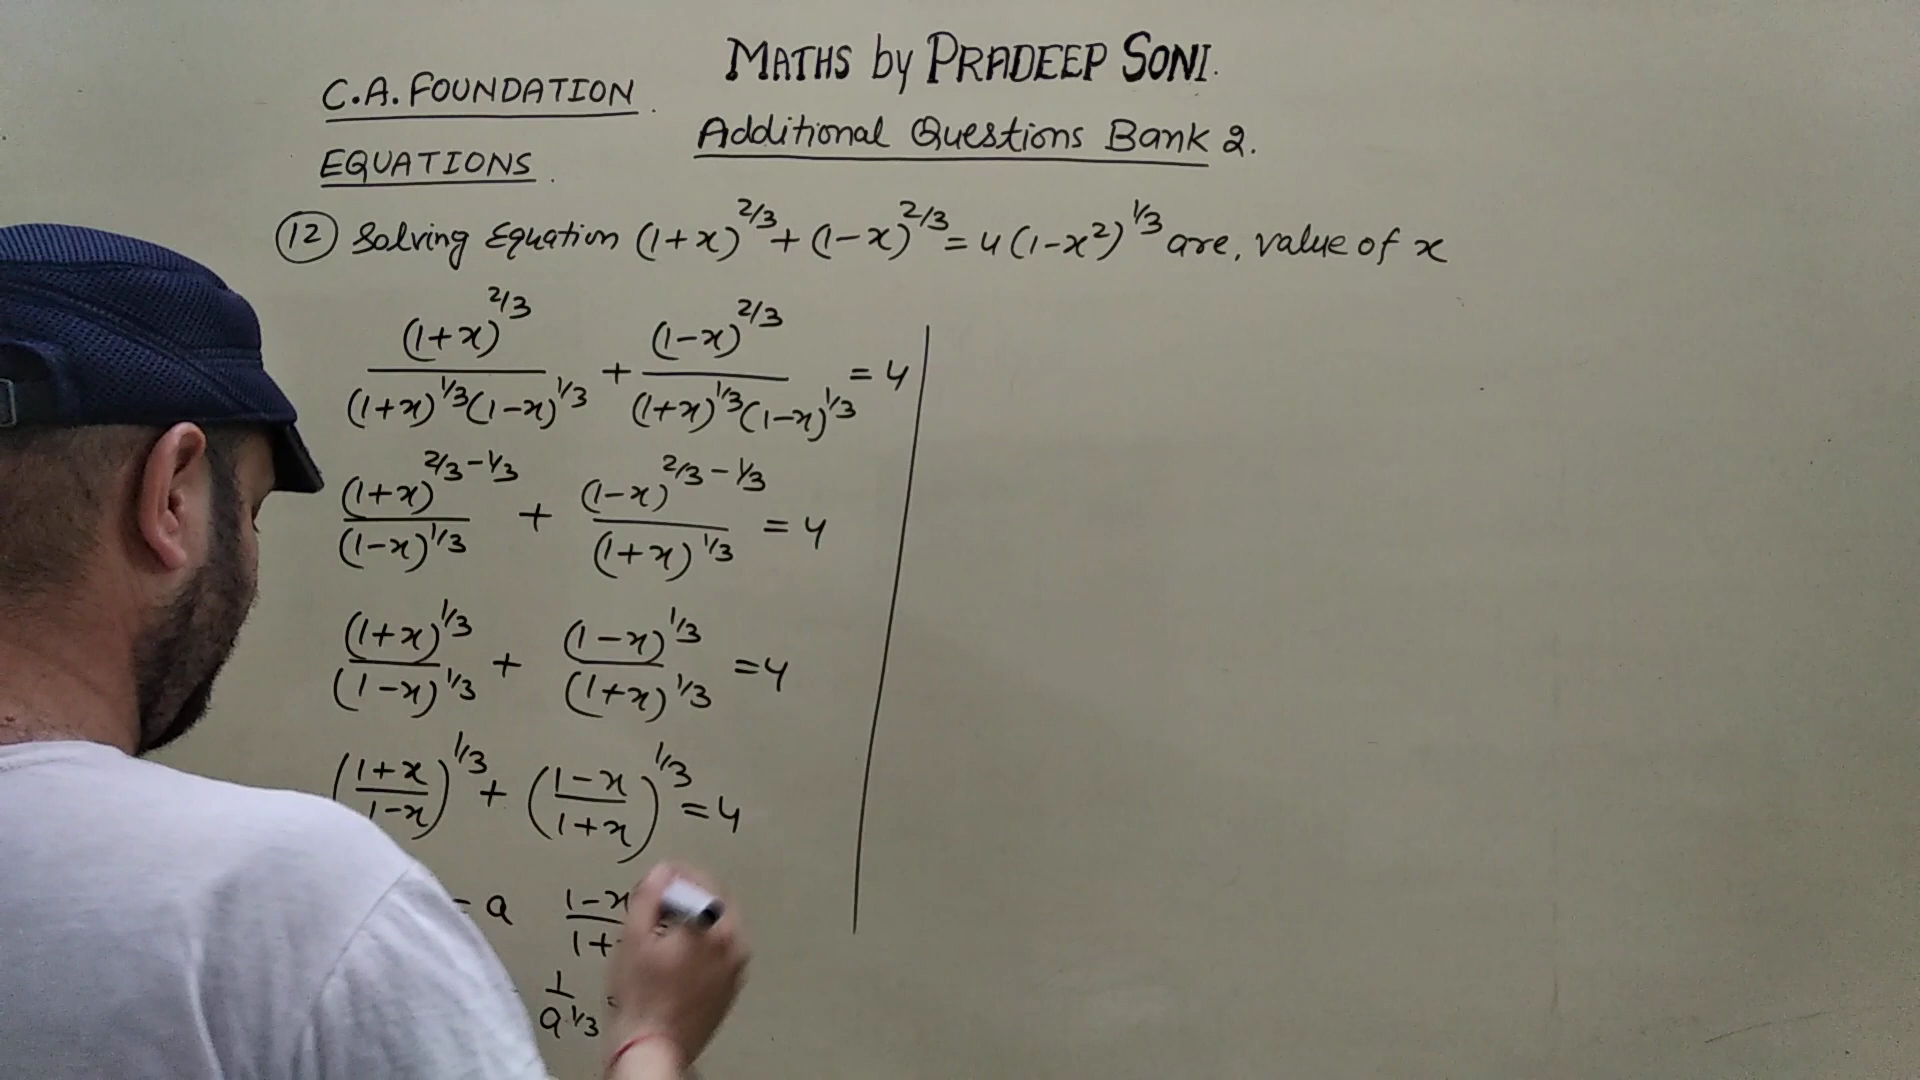 MATHS by PRADEEP SONI.
C.A. FOUNDATION.
Additional Questions Bank 2.
EQUATIONS.
(12) Solving Equation (1+x)^2/3 + (1-x)^2/3 = 4(1-x²)^1/3 are, value of x
(1+x)^2/3 / (1+x)^1/3(1-x)^1/3 + (1-x)^2/3 / (1+x)^1/3(1-x)^1/3 = 4
(1+x)^2/3-1/3 / (1-x)^1/3 + (1-x)^2/3-1/3 / (1+x)^1/3 = 4
(1+x)^1/3 / (1-x)^1/3 + (1-x)^1/3 / (1+x)^1/3 = 4
(1+x / 1-x)^1/3 + (1-x / 1+x)^1/3 = 4
= a 1-x / 1+
1 / a^1/3